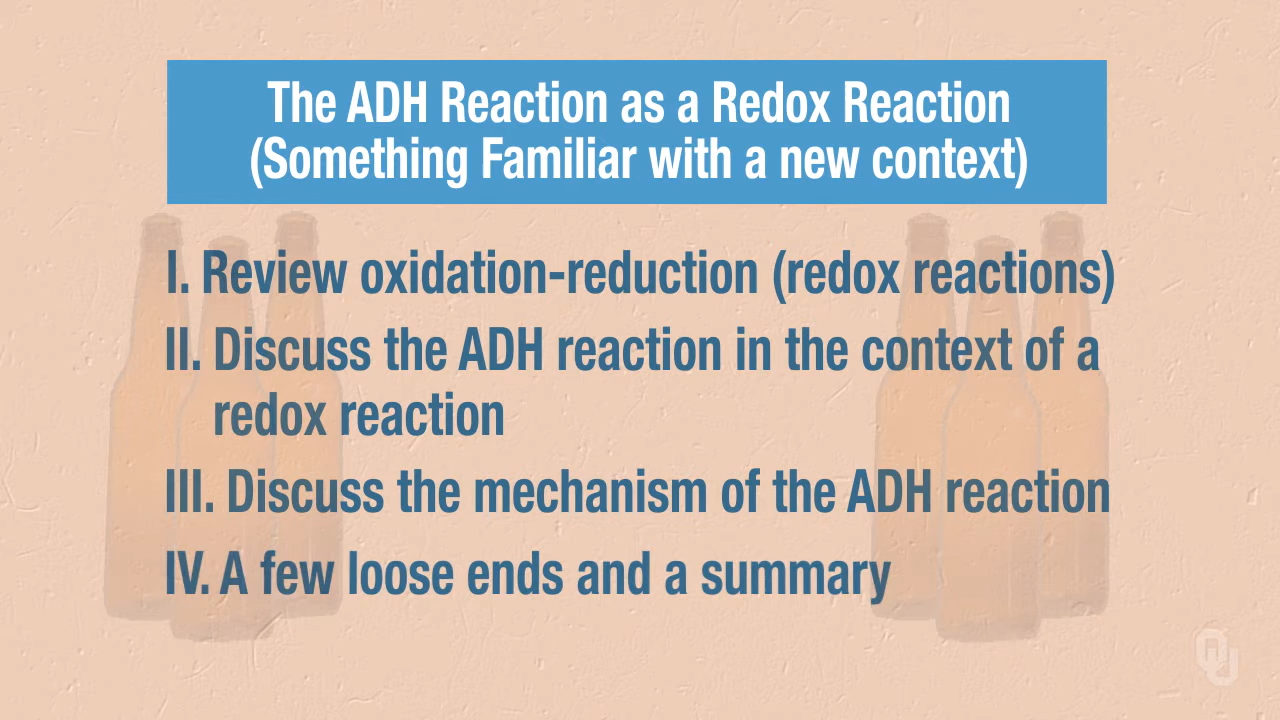 The ADH Reaction as a Redox Reaction
(Something Familiar with a new context)
I. Review oxidation-reduction (redox reactions)
II. Discuss the ADH reaction in the context of a
redox reaction
III. Discuss the mechanism of the ADH reaction
IV. A few loose ends and a summary
OU